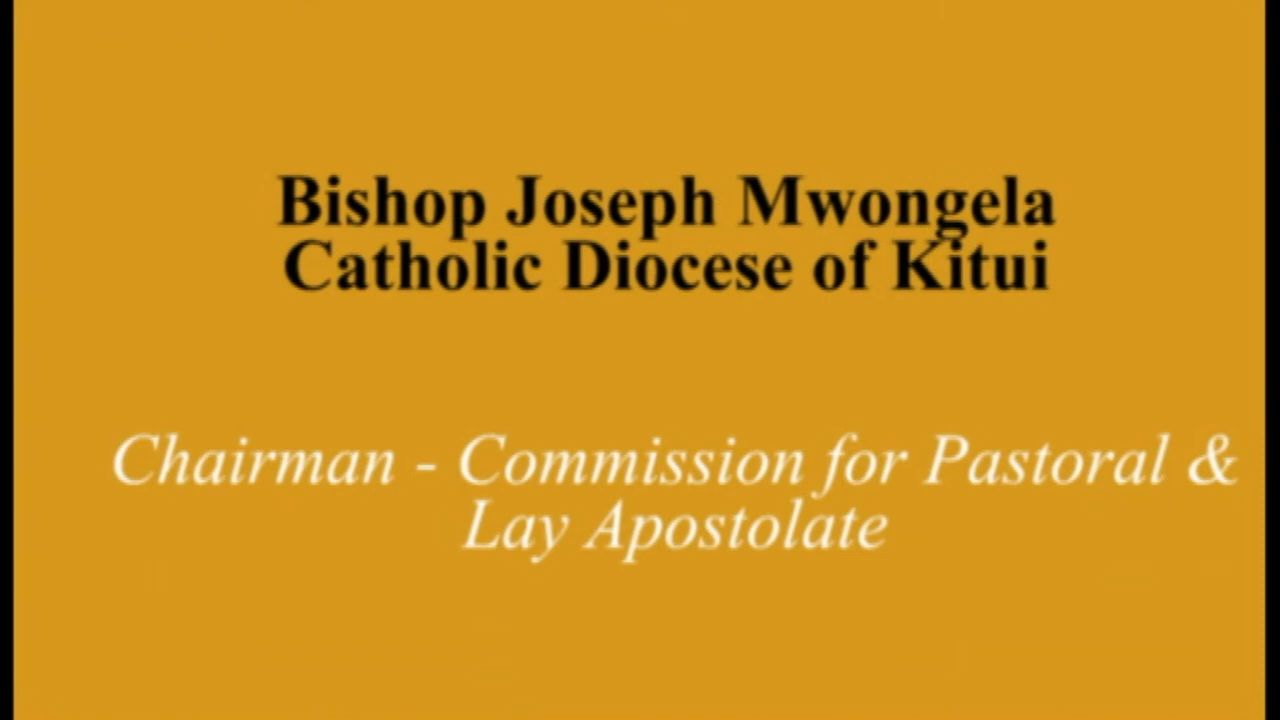 Bishop Joseph Mwongela
Catholic Diocese of Kitui
Chairman - Commission for Pastoral &
Lay Apostolate